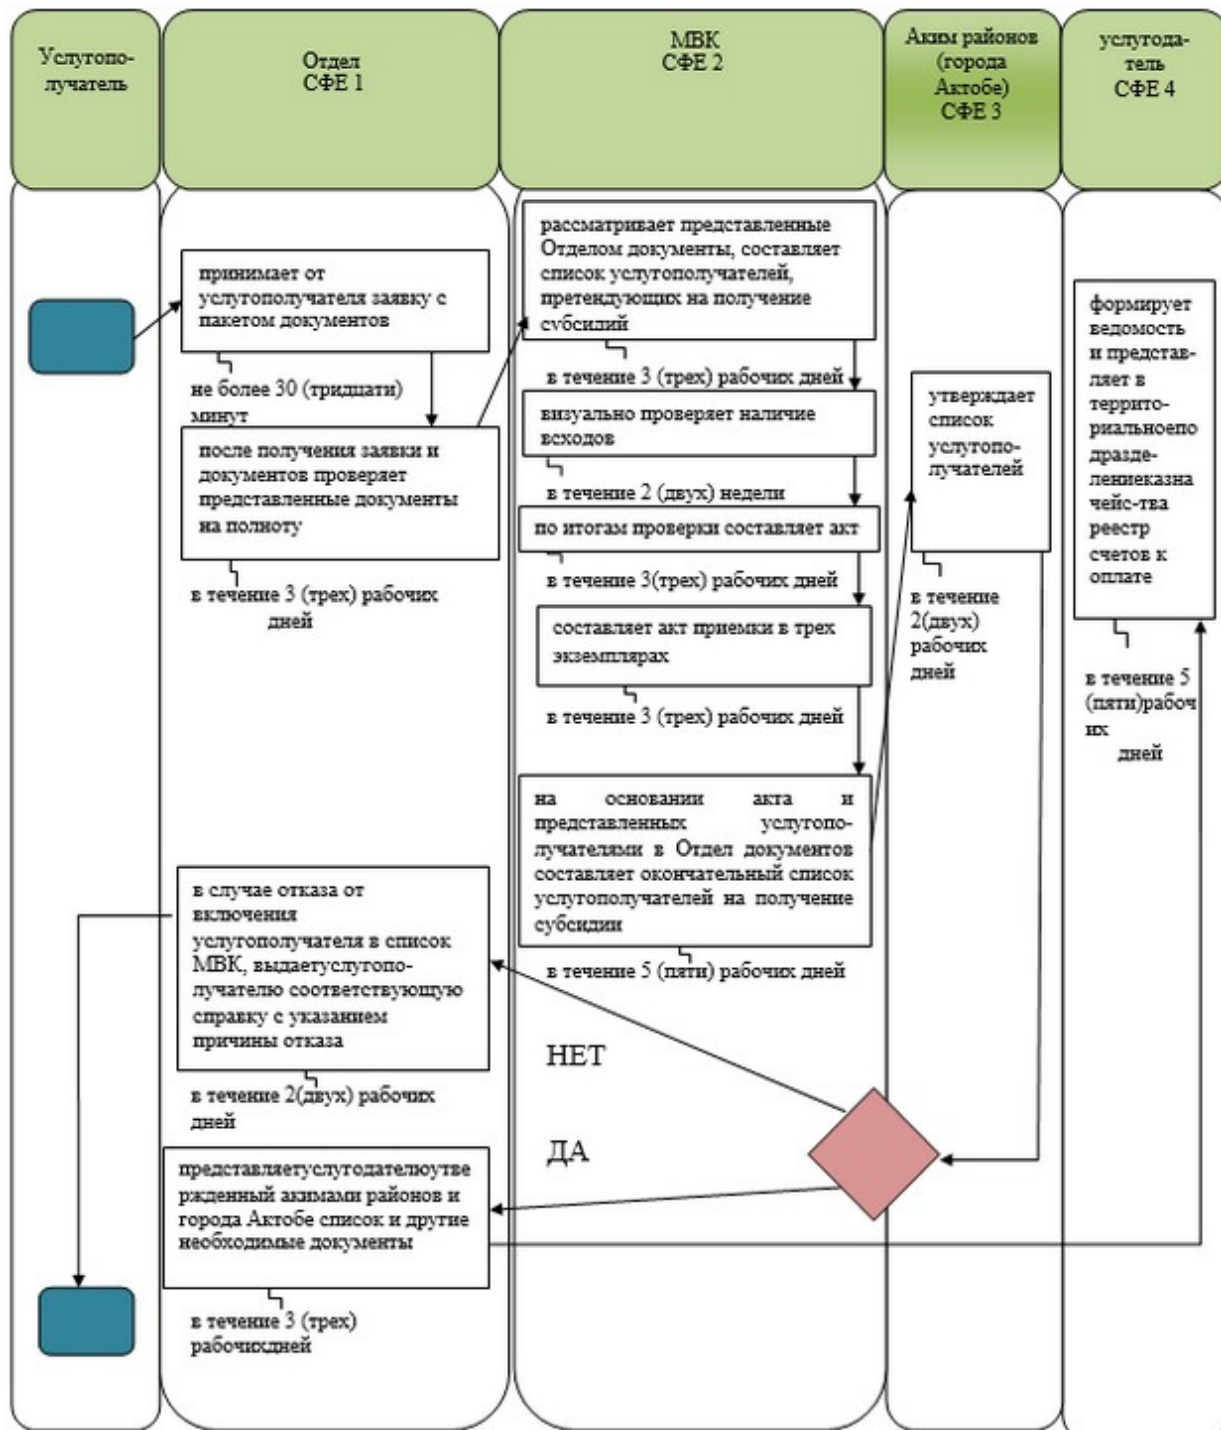 Услугопо-
лучатель
Отдел
СФЕ 1
МВК
СФЕ 2
Аким районов
(города
Актобе)
СФЕ 3
услугода-
тель
СФЕ 4
принимает от
услугополучателя заявку с
пакетом документов
не более 30 (тридцати)
минут
после получения заявки и
документов проверяет
представленные документы
на полноту
в течение 3 (трех) рабочих
дней
в случае отказа от
включения
услугополучателя в список
МВК, выдаетуслугопо-
лучателю соответствующую
справку с указанием
причины отказа
в течение 2(двух) рабочих
дней
представляетуслугодателюутве
ржденный акимами районов и
города Актобе список и другие
необходимые документы
в течение 3 (трех)
рабочихдней
рассматривает представленные
Отделом документы, составляет
список услугополучателей,
претендующих на получение
субсидий
в течение 3 (трех) рабочих дней
визуально проверяет наличие
всходов
в течение 2 (двух) недели
по итогам проверки составляет акт
в течение 3(трех) рабочих дней
составляет акт приемки в трех
экземплярах
в течение 3 (трех) рабочих дней
на основании акта и
представленных услугопо-
лучателями в Отдел документов
составляет окончательный список
услугополучателей на получение
субсидии
в течение 5 (пяти) рабочих дней
НЕТ
ДА
утверждает
список
услугопо-
лучателей
в течение
2(двух)
рабочих
дней
формирует
ведомость
и представ-
ляет в
террито-
риальноепо
дразде-
лениеказна
чейс-тва
реестр
счетов к
оплате
в течение 5
(пяти)рабоч
их
дней